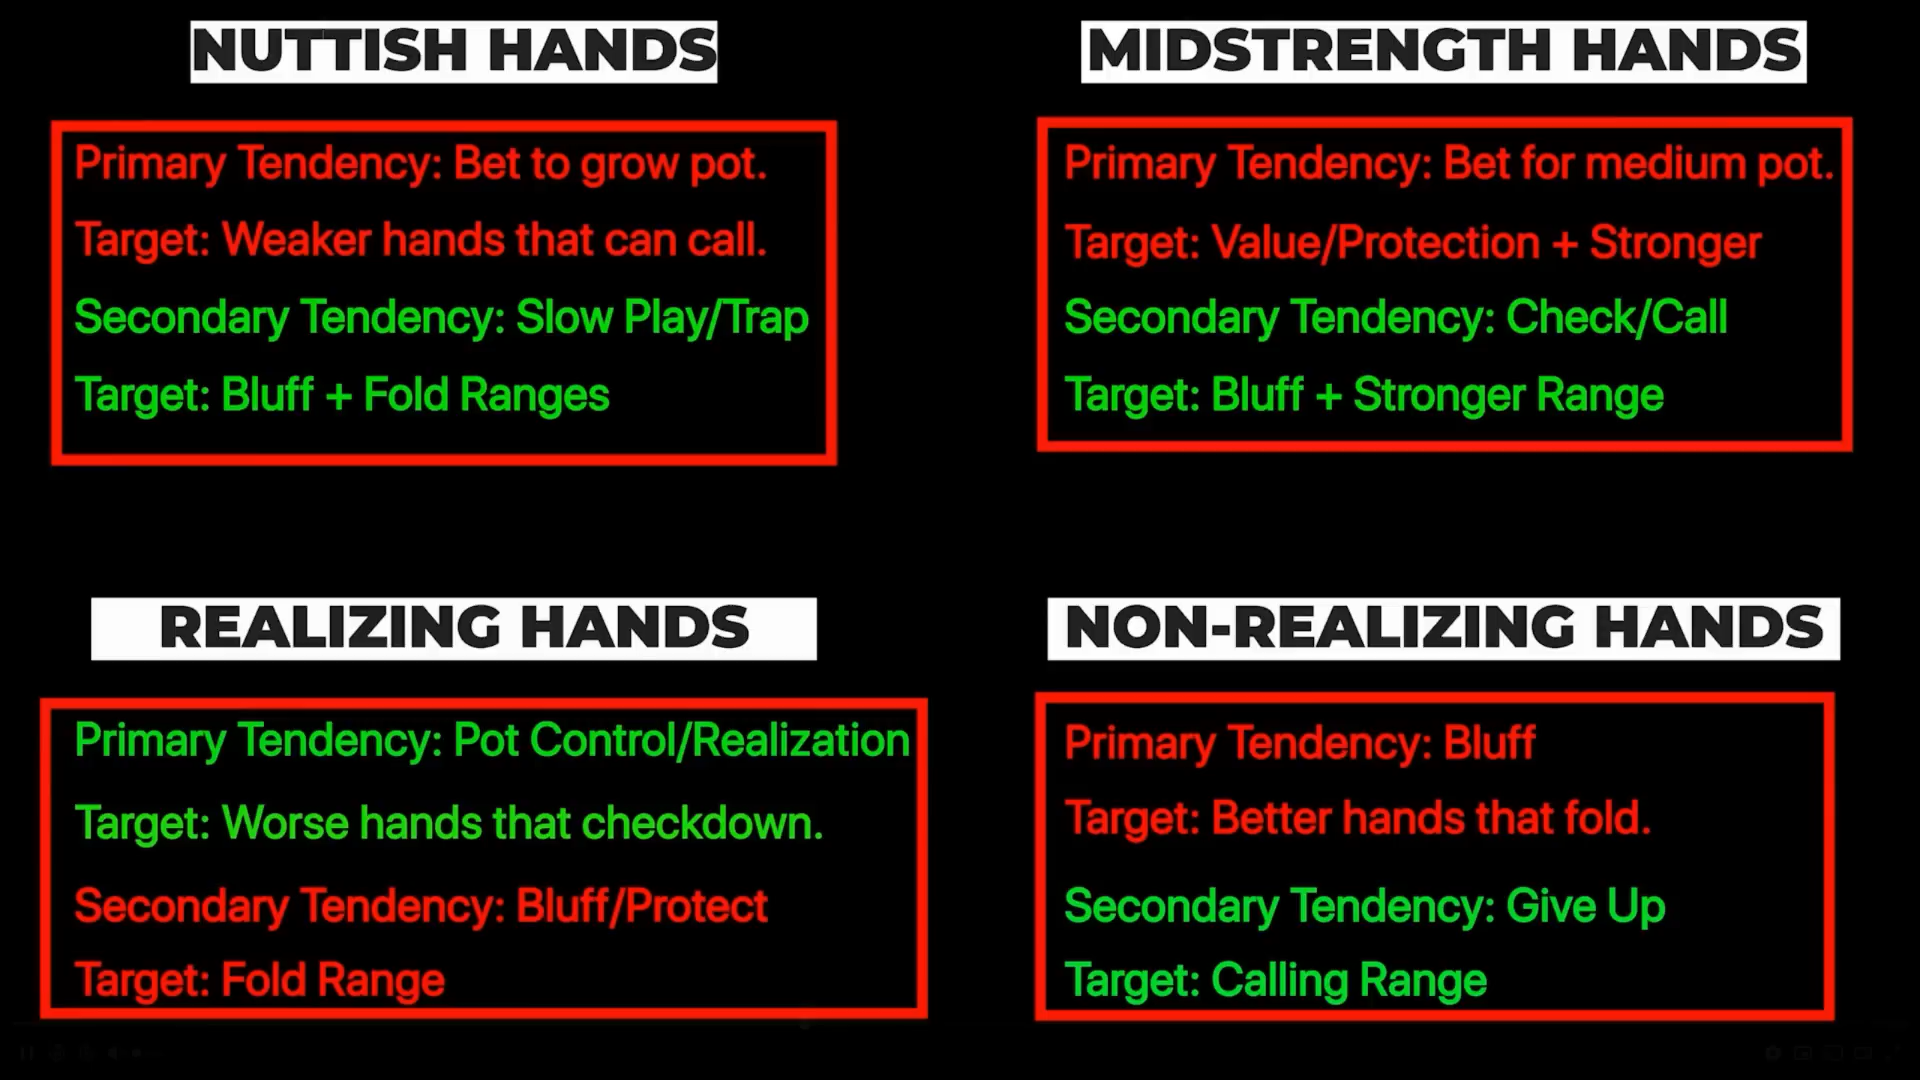 NUTTISH HANDS
Primary Tendency: Bet to grow pot.
Target: Weaker hands that can call.
Secondary Tendency: Slow Play/Trap
Target: Bluff + Fold Ranges
MIDSTRENGTH HANDS
Primary Tendency: Bet for medium pot.
Target: Value/Protection + Stronger
Secondary Tendency: Check/Call
Target: Bluff + Stronger Range
REALIZING HANDS
Primary Tendency: Pot Control/Realization
Target: Worse hands that checkdown.
Secondary Tendency: Bluff/Protect
Target: Fold Range
NON-REALIZING HANDS
Primary Tendency: Bluff
Target: Better hands that fold.
Secondary Tendency: Give Up
Target: Calling Range